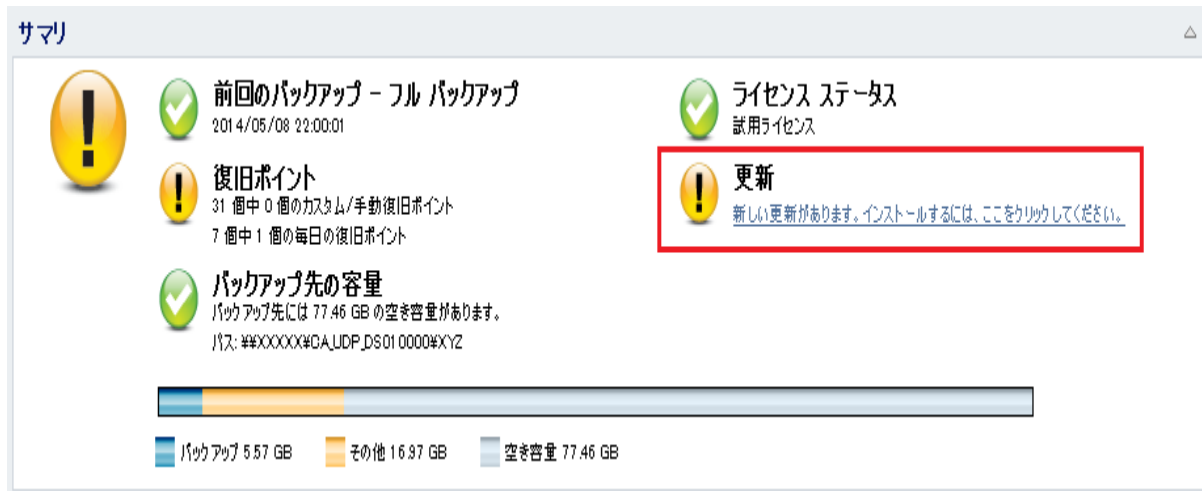 サマリ
前回のバックアップ - フル バックアップ
2014/05/08 22:00:01
復旧ポイント
31 個中 0 個のカスタム/手動復旧ポイント
7 個中 1 個の毎日の復旧ポイント
バックアップ先の容量
バックアップ先には 77.46 GB の空き容量があります。
パス: ¥¥XXXXX¥CA_UDP_DS010000¥XYZ
ライセンス ステータス
試用ライセンス
更新
新しい更新があります。インストールするには、ここをクリックしてください。
バックアップ 5.57 GB その他 16.97 GB 空き容量 77.46 GB